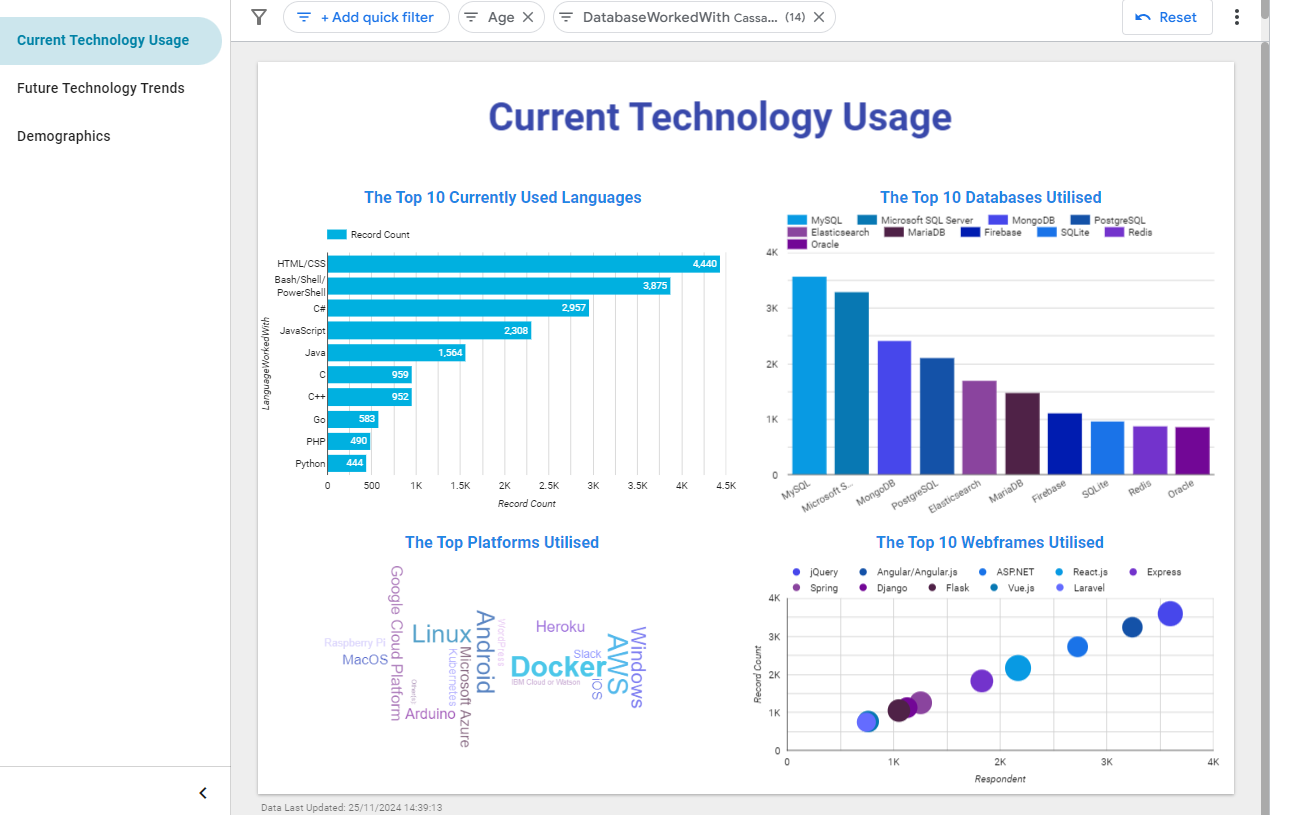 + Add quick filter
Age
DatabaseWorkedWith Cassa... (14)
Reset
Current Technology Usage
Future Technology Trends
Demographics
Current Technology Usage
The Top 10 Currently Used Languages
Record Count
LanguageWorkedWith
HTML/CSS 4,440
Bash/Shell/
PowerShell 3,875
C# 2,957
JavaScript 2,308
Java 1,564
C 959
C++ 952
Go 583
PHP 490
Python 444
0 500 1K 1.5K 2K 2.5K 3K 3.5K 4K 4.5K
Record Count
The Top 10 Databases Utilised
MySQL Microsoft SQL Server MongoDB PostgreSQL
Elasticsearch MariaDB Firebase SQLite Redis
Oracle
4K
3K
2K
1K
0
MySQL Microsoft S... MongoDB PostgreSQL Elasticsearch MariaDB Firebase SQLite Redis Oracle
The Top Platforms Utilised
Google Cloud Platform
Raspberry Pi
MacOS
Linux
Other(s)
Arduino
Kubernetes
Microsoft Azure
Android
WordPress
Heroku
Slack
Docker
IBM Cloud or Watson
iOS
AWS
Windows
The Top 10 Webframes Utilised
jQuery Angular/Angular.js ASP.NET React.js Express
Spring Django Flask Vue.js Laravel
Record Count
4K
3K
2K
1K
0
0 1K 2K 3K 4K
Respondent
Data Last Updated: 25/11/2024 14:39:13